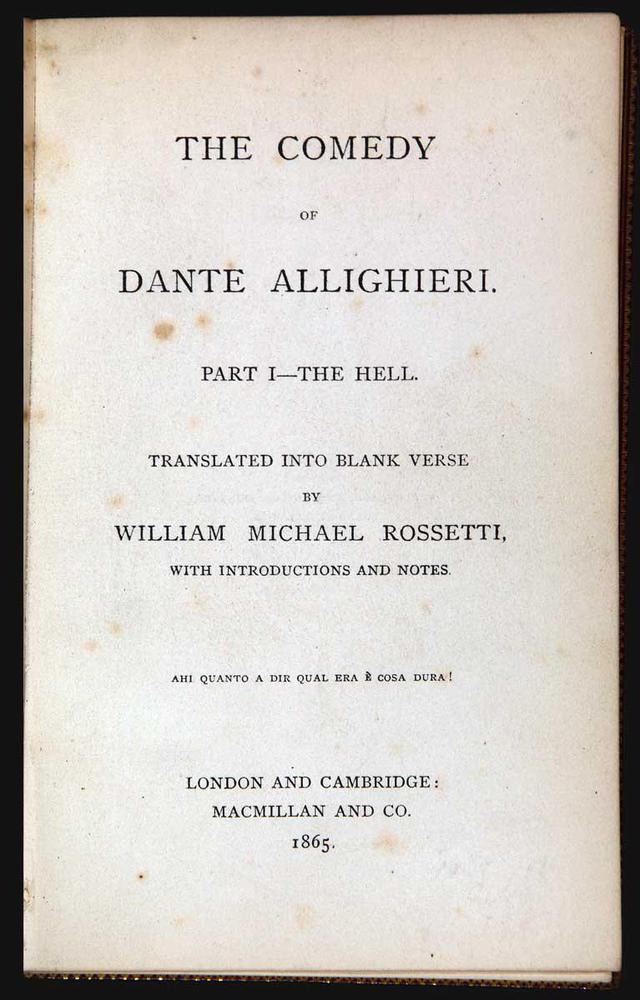 THE COMEDY
OF
DANTE ALLIGHIERI.
PART I—THE HELL.
TRANSLATED INTO BLANK VERSE
BY
WILLIAM MICHAEL ROSSETTI,
WITH INTRODUCTIONS AND NOTES.
AHI QUANTO A DIR QUAL ERA È COSA DURA!
LONDON AND CAMBRIDGE:
MACMILLAN AND CO.
1865.